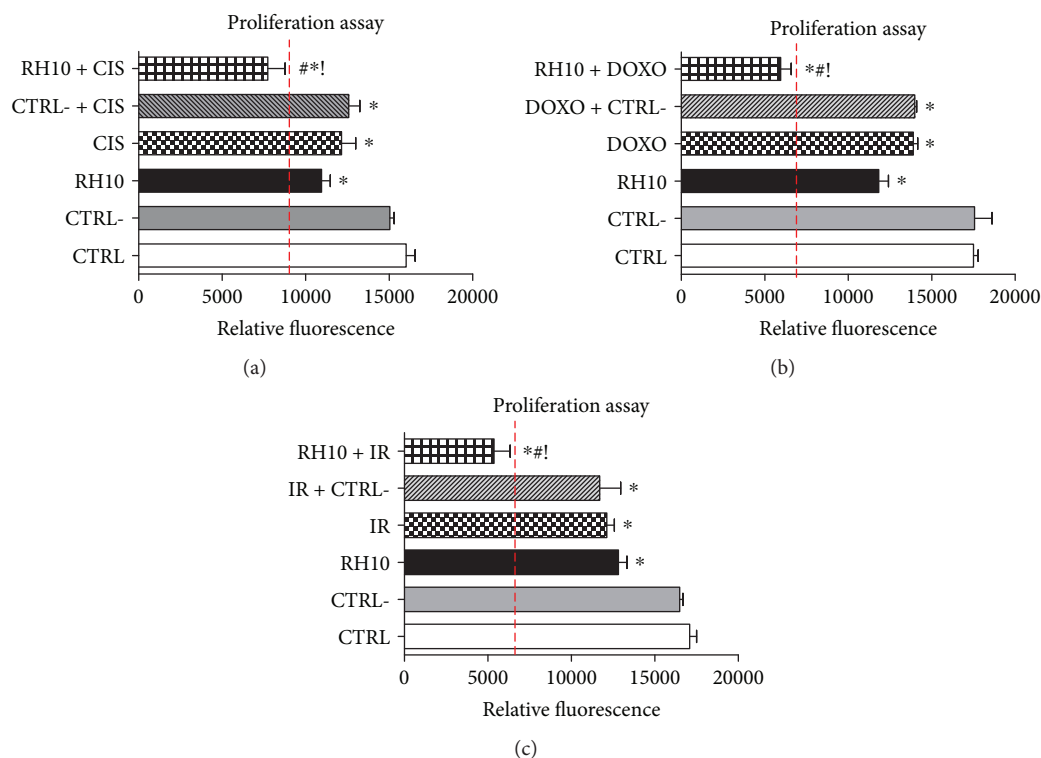 Proliferation assay
RH10 + CIS
#*!
CTRL- + CIS
*
CIS
*
RH10
*
CTRL-
CTRL
0 5000 10000 15000 20000
Relative fluorescence
(a)
Proliferation assay
RH10 + DOXO
*#!
DOXO + CTRL-
*
DOXO
*
RH10
*
CTRL-
CTRL
0 5000 10000 15000 20000
Relative fluorescence
(b)
Proliferation assay
RH10 + IR
*#!
IR + CTRL-
*
IR
*
RH10
*
CTRL-
CTRL
0 5000 10000 15000 20000
Relative fluorescence
(c)